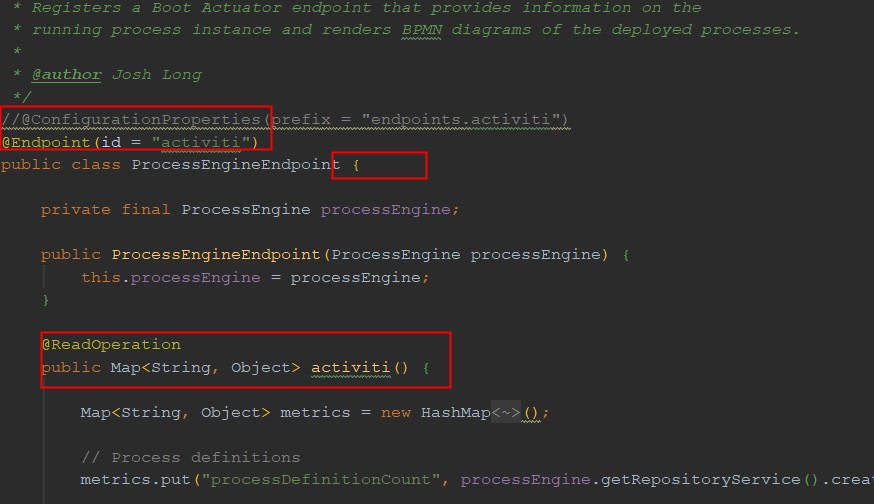 * Registers a Boot Actuator endpoint that provides information on the
* running process instance and renders BPMN diagrams of the deployed processes.
*
* @author Josh Long
*/
//@ConfigurationProperties(prefix = "endpoints.activiti")
@Endpoint(id = "activiti")
public class ProcessEngineEndpoint {
private final ProcessEngine processEngine;
public ProcessEngineEndpoint(ProcessEngine processEngine) {
this.processEngine = processEngine;
}
@ReadOperation
public Map<String, Object> activiti() {
Map<String, Object> metrics = new HashMap<~>();
// Process definitions
metrics.put("processDefinitionCount", processEngine.getRepositoryService().crea